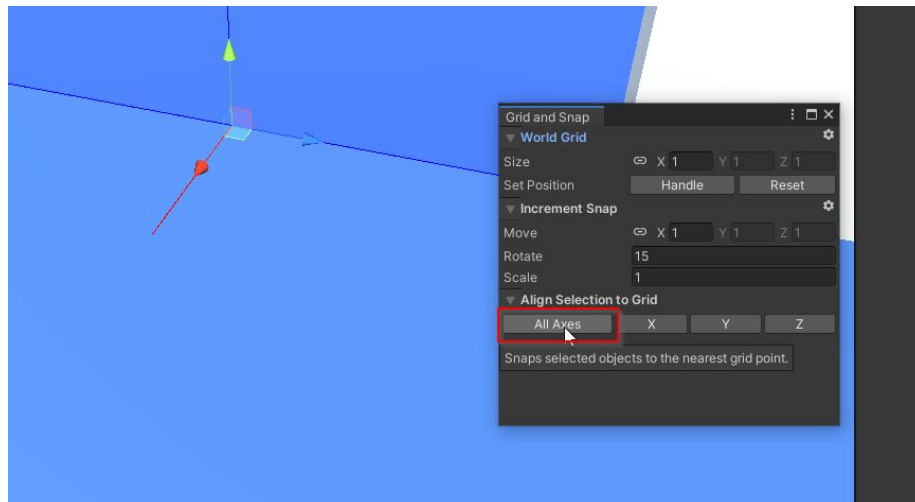 Grid and Snap
World Grid
Size X 1 Y 1 Z 1
Set Position Handle Reset
Increment Snap
Move X 1 Y 1 Z 1
Rotate 15
Scale 1
Align Selection to Grid
All Axes X Y Z
Snaps selected objects to the nearest grid point.